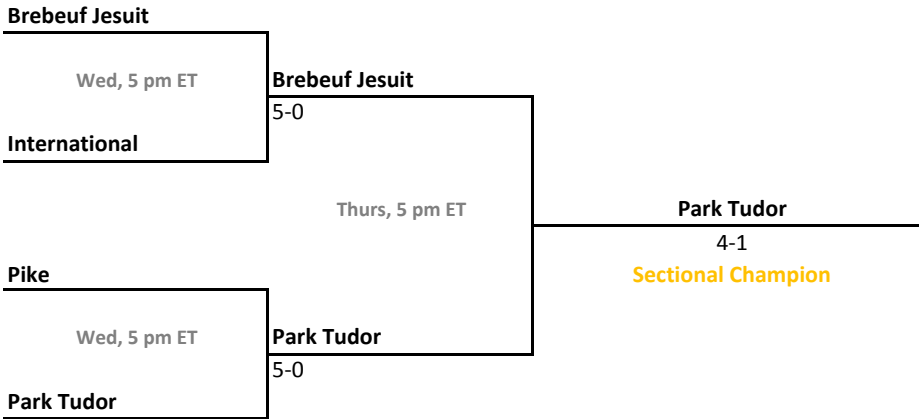 Brebeuf Jesuit
Wed, 5 pm ET
Brebeuf Jesuit
5-0
International
Thurs, 5 pm ET
Park Tudor
4-1
Sectional Champion
Pike
Wed, 5 pm ET
Park Tudor
5-0
Park Tudor